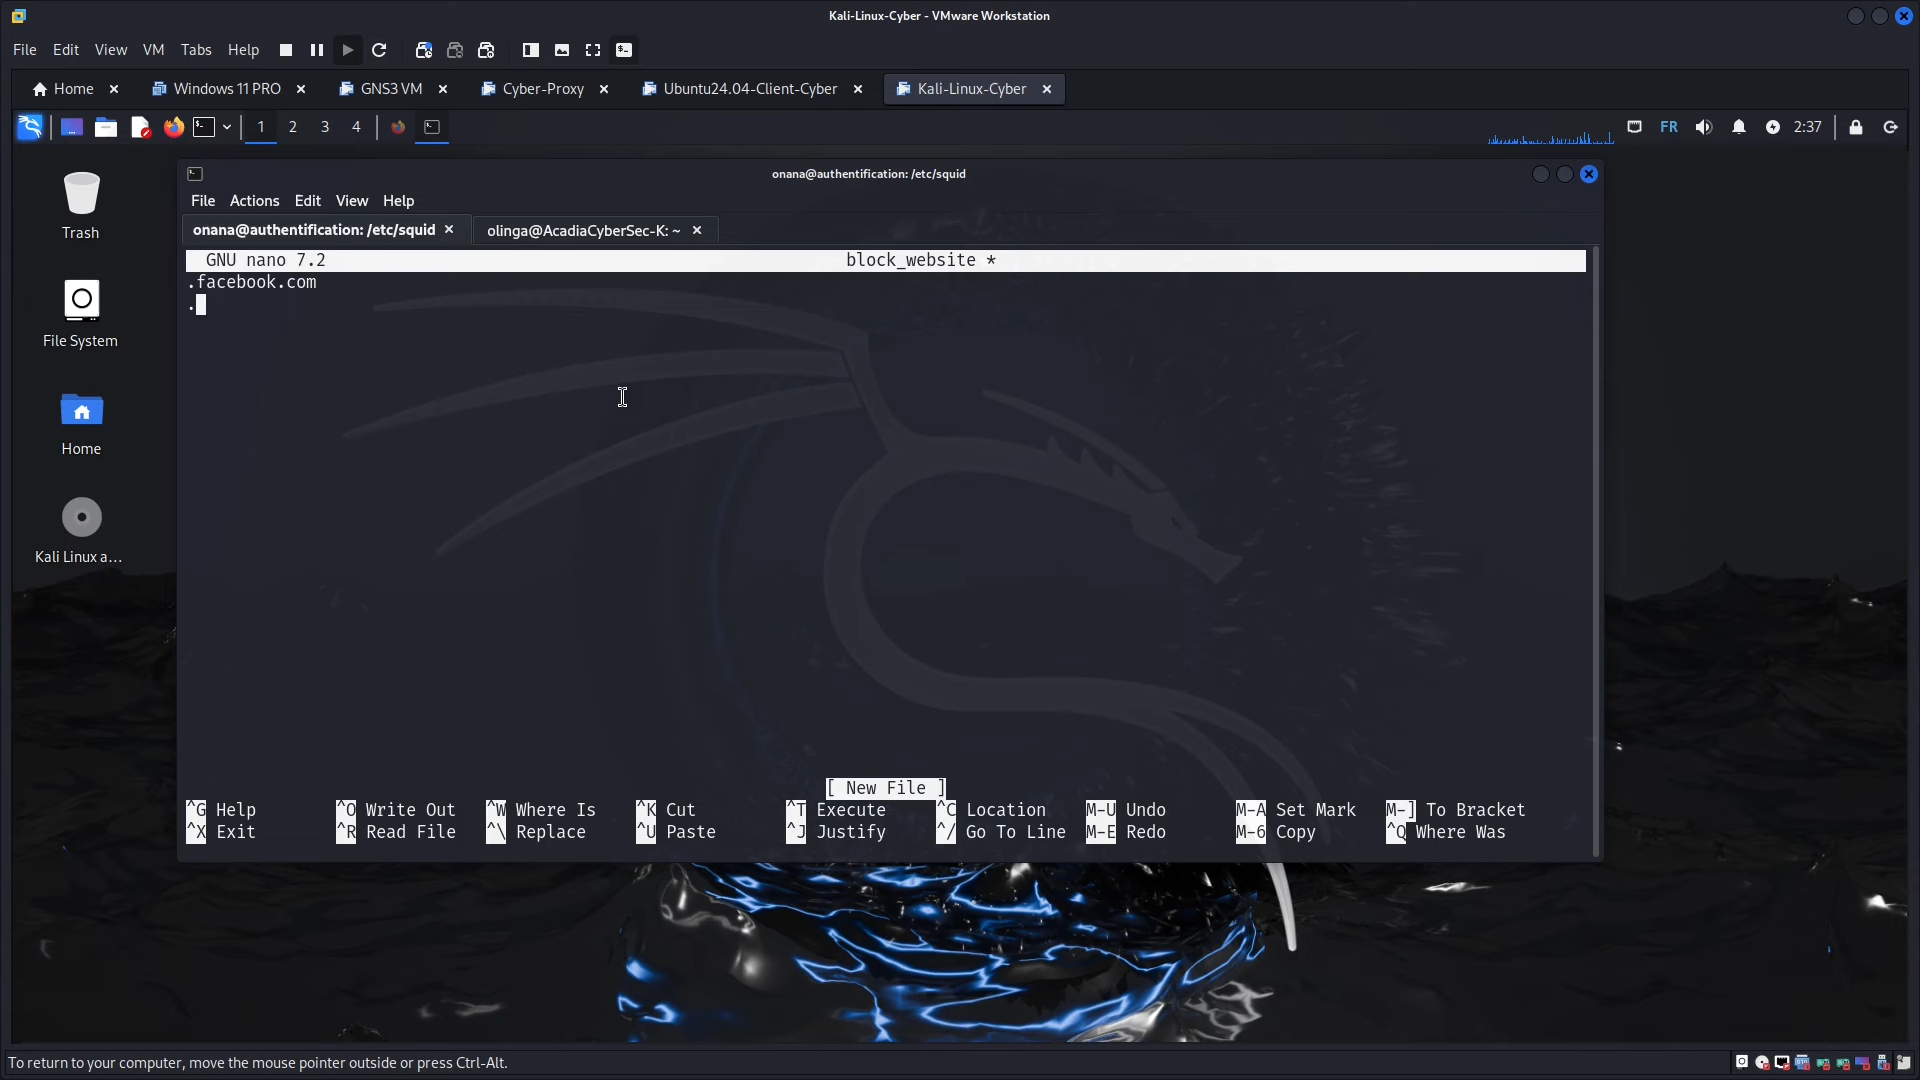 Kali-Linux-Cyber - VMware Workstation
File Edit View VM Tabs Help
Home Windows 11 PRO GNS3 VM Cyber-Proxy Ubuntu24.04-Client-Cyber Kali-Linux-Cyber
1 2 3 4 FR 2:37
onana@authentification: /etc/squid
File Actions Edit View Help
onana@authentification: /etc/squid olinga@AcadiaCyberSec-K: ~
GNU nano 7.2 block_website *
.facebook.com
.
Trash
File System
Home
Kali Linux a...
[ New File ]
^G Help ^O Write Out ^W Where Is ^K Cut ^T Execute ^C Location M-U Undo M-A Set Mark M-] To Bracket
^X Exit ^R Read File ^\ Replace ^U Paste ^J Justify ^/ Go To Line M-E Redo M-6 Copy ^Q Where Was
To return to your computer, move the mouse pointer outside or press Ctrl-Alt.